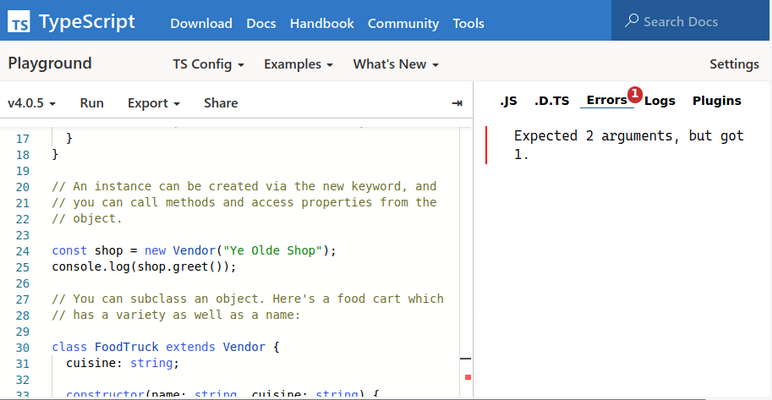 TS TypeScript Download Docs Handbook Community Tools Search Docs
Playground TS Config Examples What's New Settings
v4.0.5 Run Export Share .JS .D.TS Errors 1 Logs Plugins
Expected 2 arguments, but got
1.
17 }
18 }
19
20 // An instance can be created via the new keyword, and
21 // you can call methods and access properties from the
22 // object.
23
24 const shop = new Vendor("Ye Olde Shop");
25 console.log(shop.greet());
26
27 // You can subclass an object. Here's a food cart which
28 // has a variety as well as a name:
29
30 class FoodTruck extends Vendor {
31 cuisine: string;
32
33 constructor(name: string, cuisine: string) {